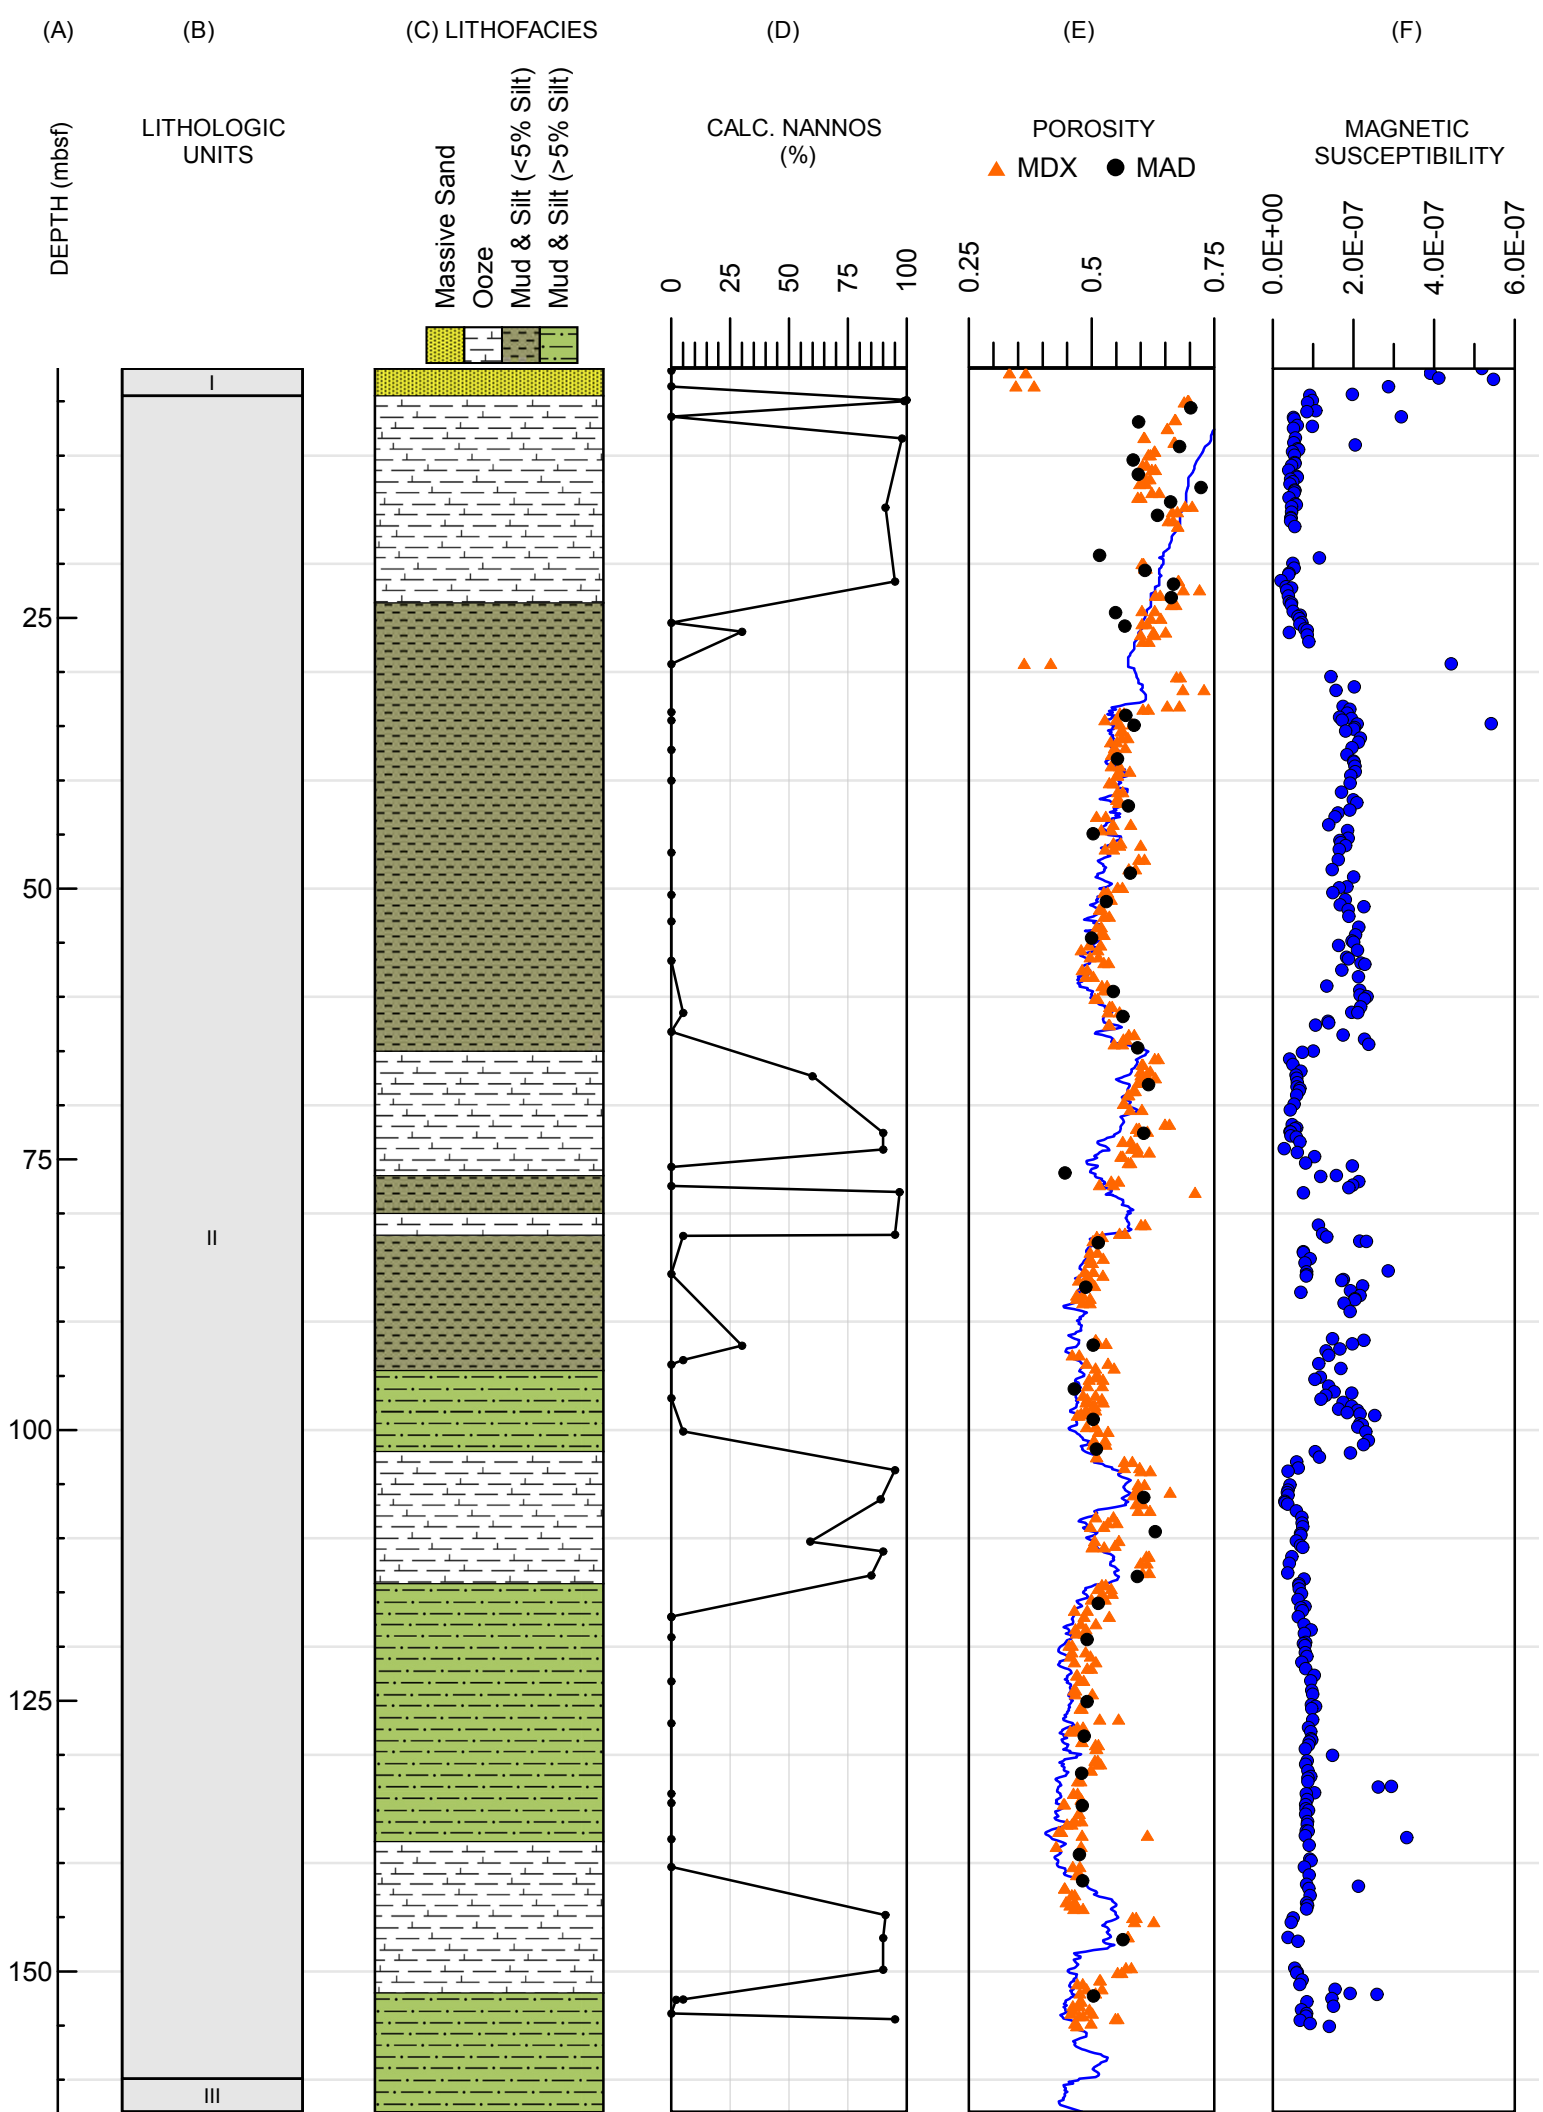 (A)
(B)
(C) LITHOFACIES
(D)
(E)
(F)
DEPTH (mbsf)
LITHOLOGIC
UNITS
Massive Sand
Ooze
Mud & Silt (<5% Silt)
Mud & Silt (>5% Silt)
CALC. NANNOS
(%)
POROSITY
MDX MAD
MAGNETIC
SUSCEPTIBILITY
0 25 50 75 100
0.25 0.5 0.75
0.0E+00 2.0E-07 4.0E-07 6.0E-07
I
25
50
75
II
100
125
150
III